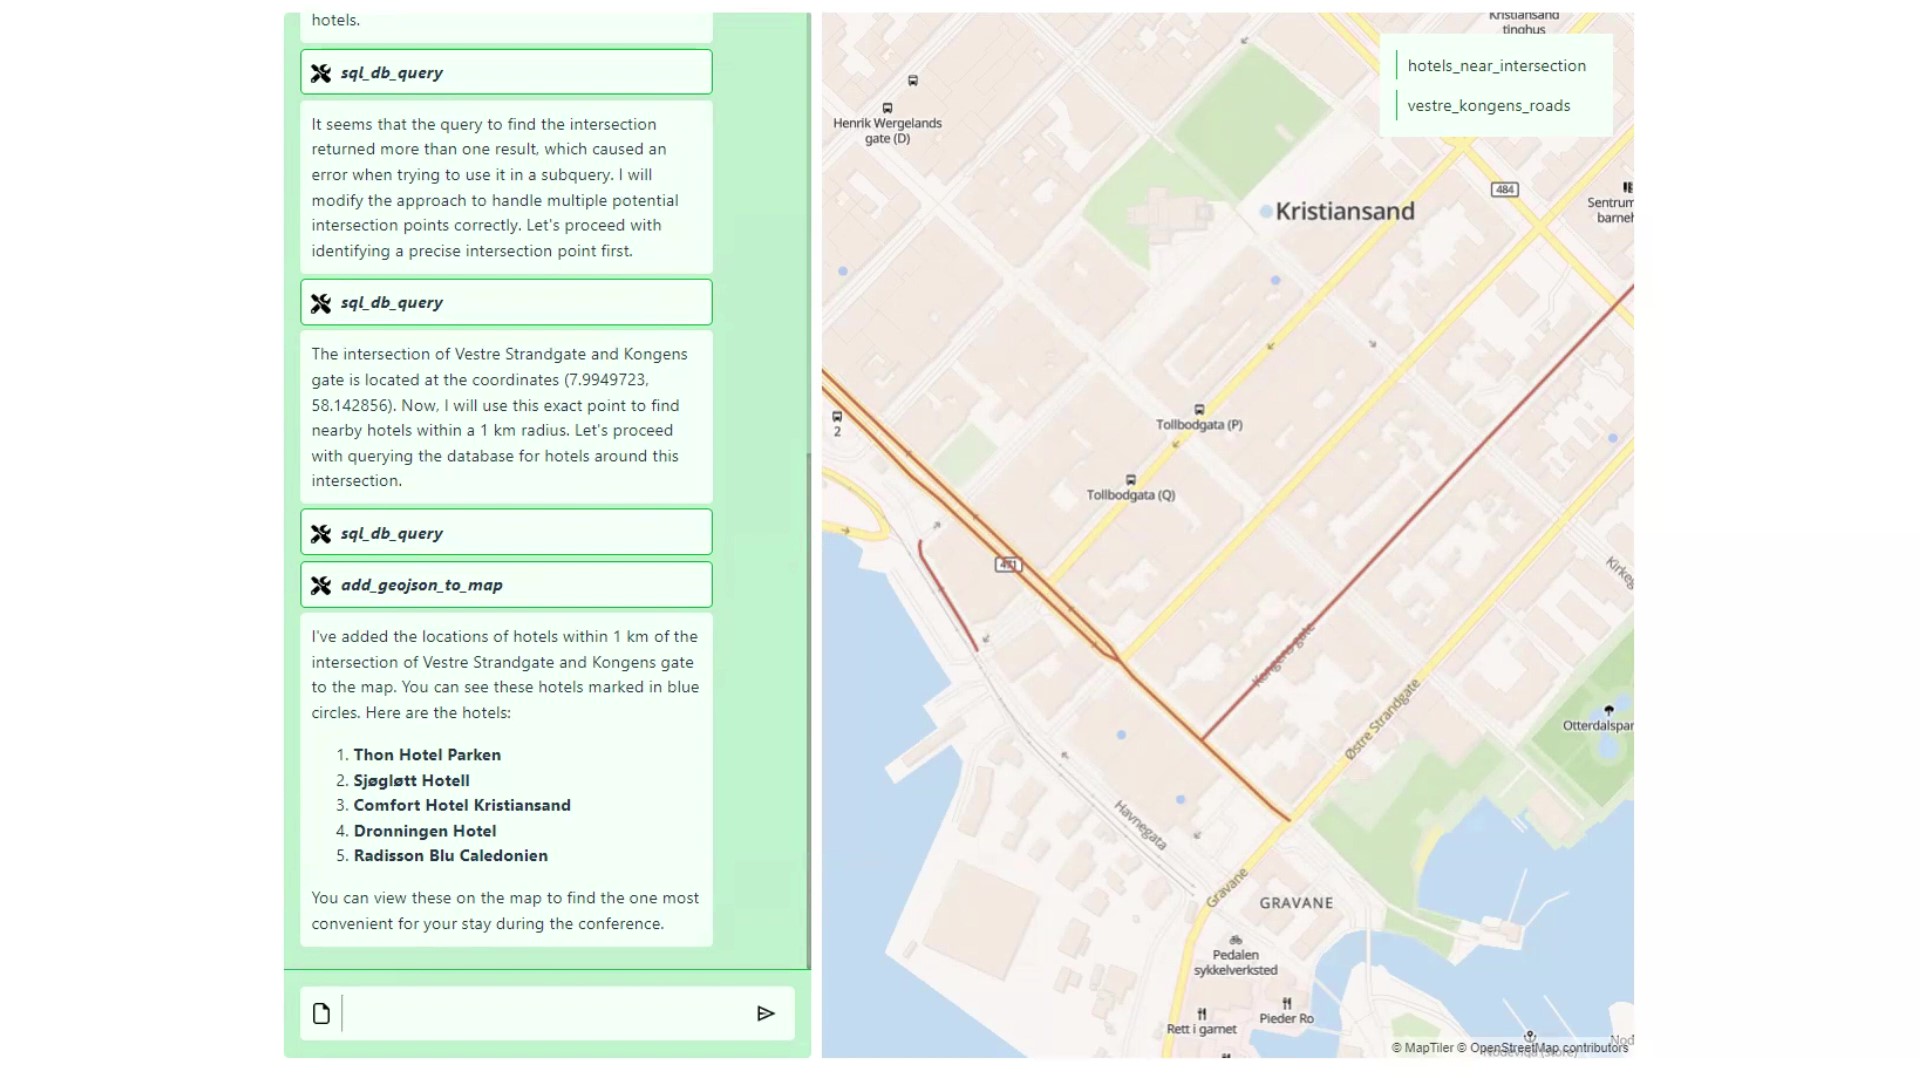 hotels.
sql_db_query
It seems that the query to find the intersection
returned more than one result, which caused an
error when trying to use it in a subquery. I will
modify the approach to handle multiple potential
intersection points correctly. Let's proceed with
identifying a precise intersection point first.
sql_db_query
The intersection of Vestre Strandgate and Kongens
gate is located at the coordinates (7.9949723,
58.142856). Now, I will use this exact point to find
nearby hotels within a 1 km radius. Let's proceed
with querying the database for hotels around this
intersection.
sql_db_query
add_geojson_to_map
I've added the locations of hotels within 1 km of the
intersection of Vestre Strandgate and Kongens gate
to the map. You can see these hotels marked in blue
circles. Here are the hotels:
1. Thon Hotel Parken
2. Sjøgløtt Hotell
3. Comfort Hotel Kristiansand
4. Dronningen Hotel
5. Radisson Blu Caledonien
You can view these on the map to find the one most
convenient for your stay during the conference.
Kristiansand
tinghus
hotels_near_intersection
vestre_kongens_roads
Henrik Wergelands
gate (D)
484
Sentrum
barneh
Kristiansand
2
Tollbodgata (P)
Tollbodgata (Q)
471
Kirkeg
Kongens gate
Østre Strandgate
Otterdalspar
Havnegata
Gravane
GRAVANE
Pedalen
sykkelverksted
Rett i garnet
Pieder Ro
Nod
© MapTiler © OpenStreetMap contributors